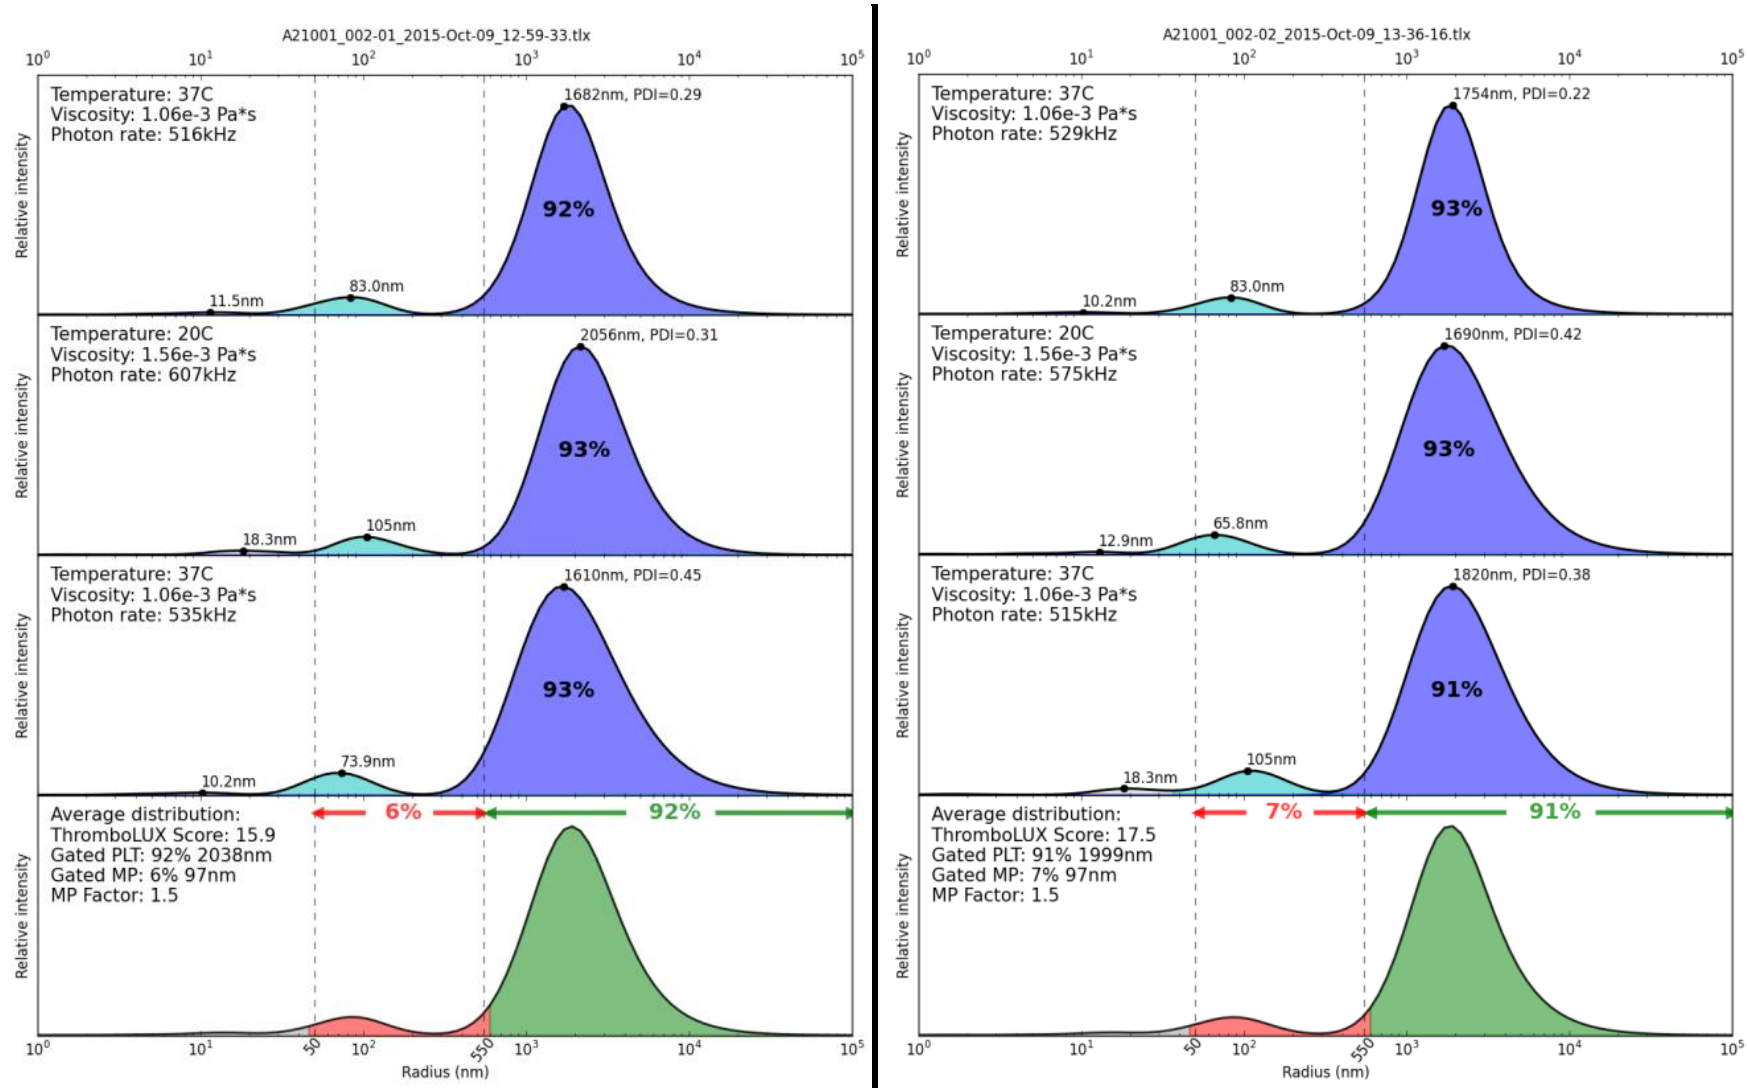 A21001_002-01_2015-Oct-09_12-59-33.tlx
10⁰ 10¹ 10² 10³ 10⁴ 10⁵
Relative intensity
Temperature: 37C
Viscosity: 1.06e-3 Pa*s
Photon rate: 516kHz
11.5nm
83.0nm
1682nm, PDI=0.29
92%
Relative intensity
Temperature: 20C
Viscosity: 1.56e-3 Pa*s
Photon rate: 607kHz
18.3nm
105nm
2056nm, PDI=0.31
93%
Relative intensity
Temperature: 37C
Viscosity: 1.06e-3 Pa*s
Photon rate: 535kHz
10.2nm
73.9nm
1610nm, PDI=0.45
93%
Relative intensity
Average distribution:
ThromboLUX Score: 15.9
Gated PLT: 92% 2038nm
Gated MP: 6% 97nm
MP Factor: 1.5
6%
92%
10⁰ 10¹ 50 10² 550 10³ 10⁴ 10⁵
Radius (nm)
A21001_002-02_2015-Oct-09_13-36-16.tlx
10⁰ 10¹ 10² 10³ 10⁴ 10⁵
Relative intensity
Temperature: 37C
Viscosity: 1.06e-3 Pa*s
Photon rate: 529kHz
10.2nm
83.0nm
1754nm, PDI=0.22
93%
Relative intensity
Temperature: 20C
Viscosity: 1.56e-3 Pa*s
Photon rate: 575kHz
12.9nm
65.8nm
1690nm, PDI=0.42
93%
Relative intensity
Temperature: 37C
Viscosity: 1.06e-3 Pa*s
Photon rate: 515kHz
18.3nm
105nm
1820nm, PDI=0.38
91%
Relative intensity
Average distribution:
ThromboLUX Score: 17.5
Gated PLT: 91% 1999nm
Gated MP: 7% 97nm
MP Factor: 1.5
7%
91%
10⁰ 10¹ 50 10² 550 10³ 10⁴ 10⁵
Radius (nm)